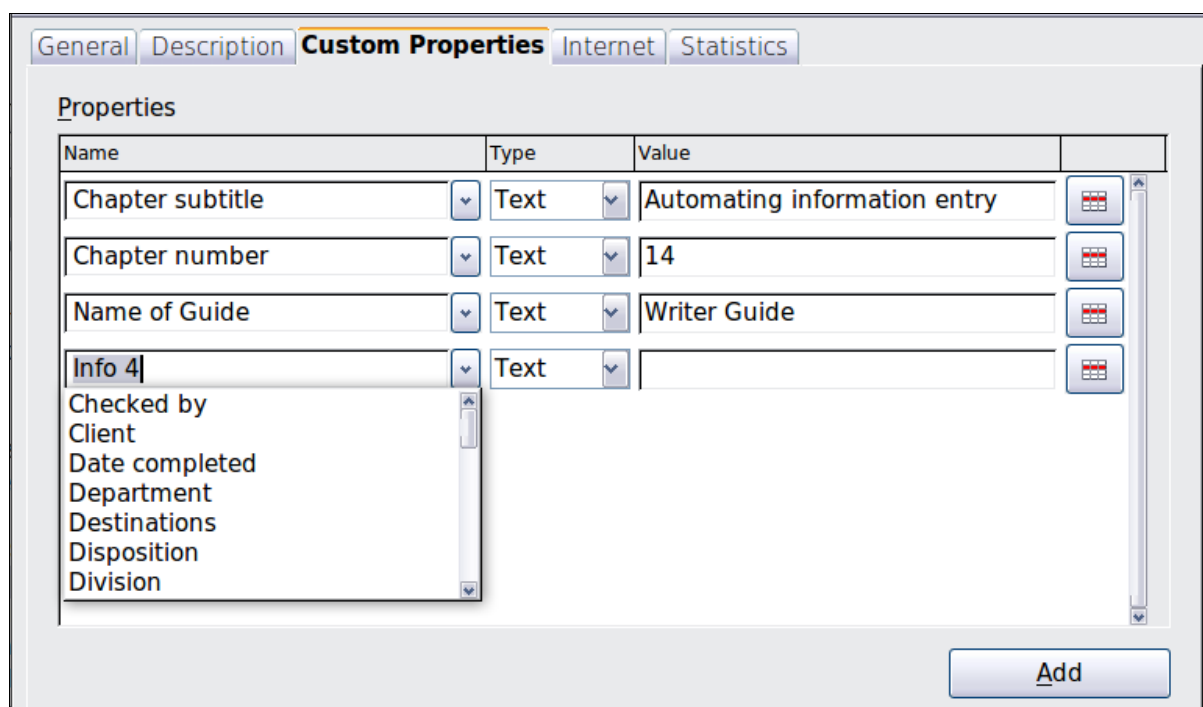 General Description Custom Properties Internet Statistics
Properties
Name Type Value
Chapter subtitle Text Automating information entry
Chapter number Text 14
Name of Guide Text Writer Guide
Info 4 Text
Checked by
Client
Date completed
Department
Destinations
Disposition
Division
Add